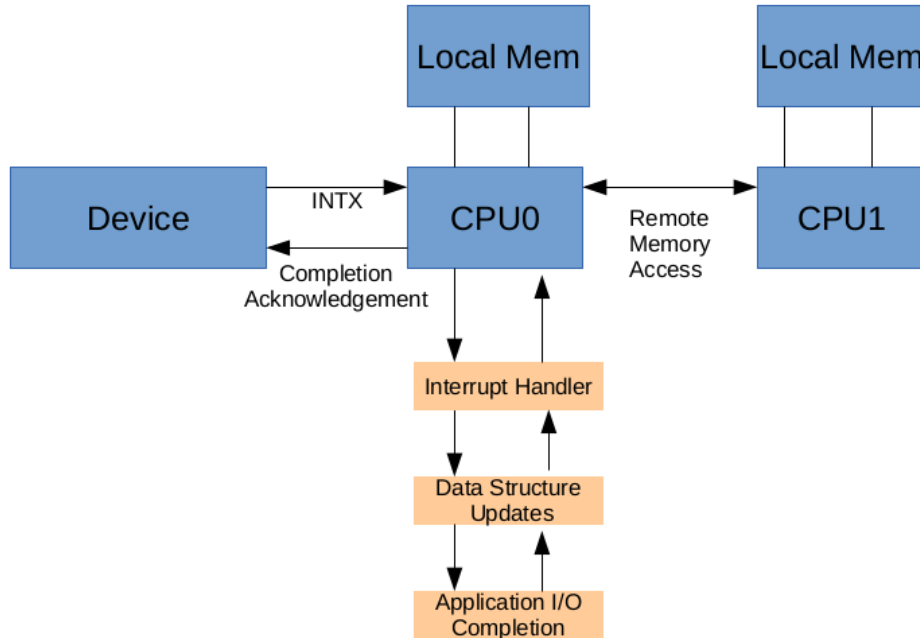 Local Mem
Local Mem
Device
INTX
CPU0
CPU1
Completion
Acknowledgement
Remote
Memory
Access
Interrupt Handler
Data Structure
Updates
Application I/O
Completion